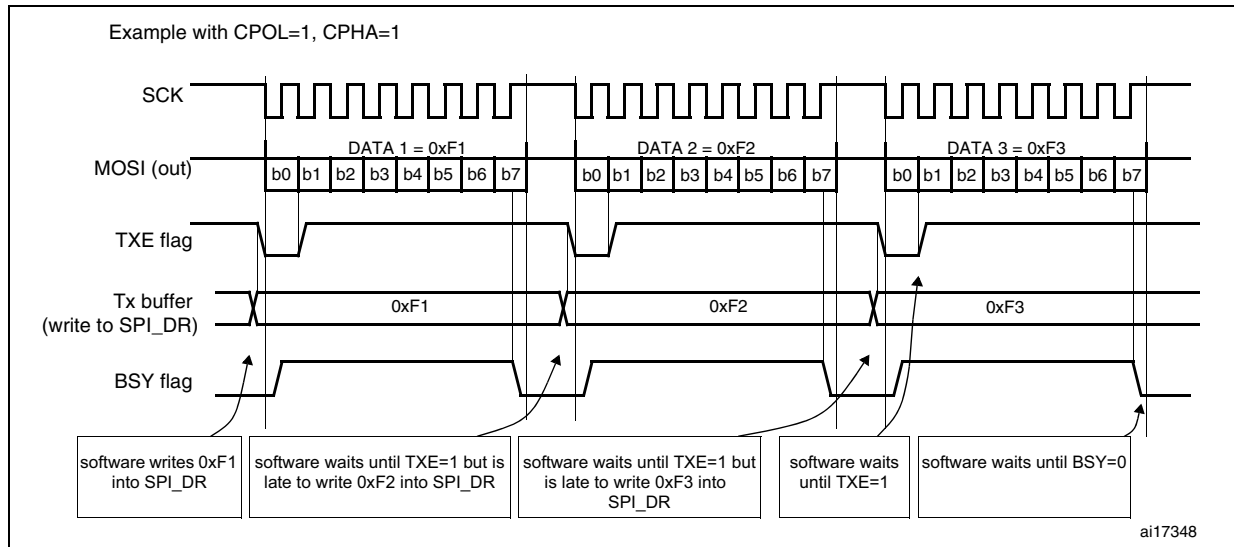 Example with CPOL=1, CPHA=1
SCK
DATA 1 = 0xF1
DATA 2 = 0xF2
DATA 3 = 0xF3
MOSI (out)
b0 b1 b2 b3 b4 b5 b6 b7
b0 b1 b2 b3 b4 b5 b6 b7
b0 b1 b2 b3 b4 b5 b6 b7
TXE flag
Tx buffer
(write to SPI_DR)
0xF1
0xF2
0xF3
BSY flag
software writes 0xF1
into SPI_DR
software waits until TXE=1 but is
late to write 0xF2 into SPI_DR
software waits until TXE=1 but
is late to write 0xF3 into
SPI_DR
software waits
until TXE=1
software waits until BSY=0
ai17348